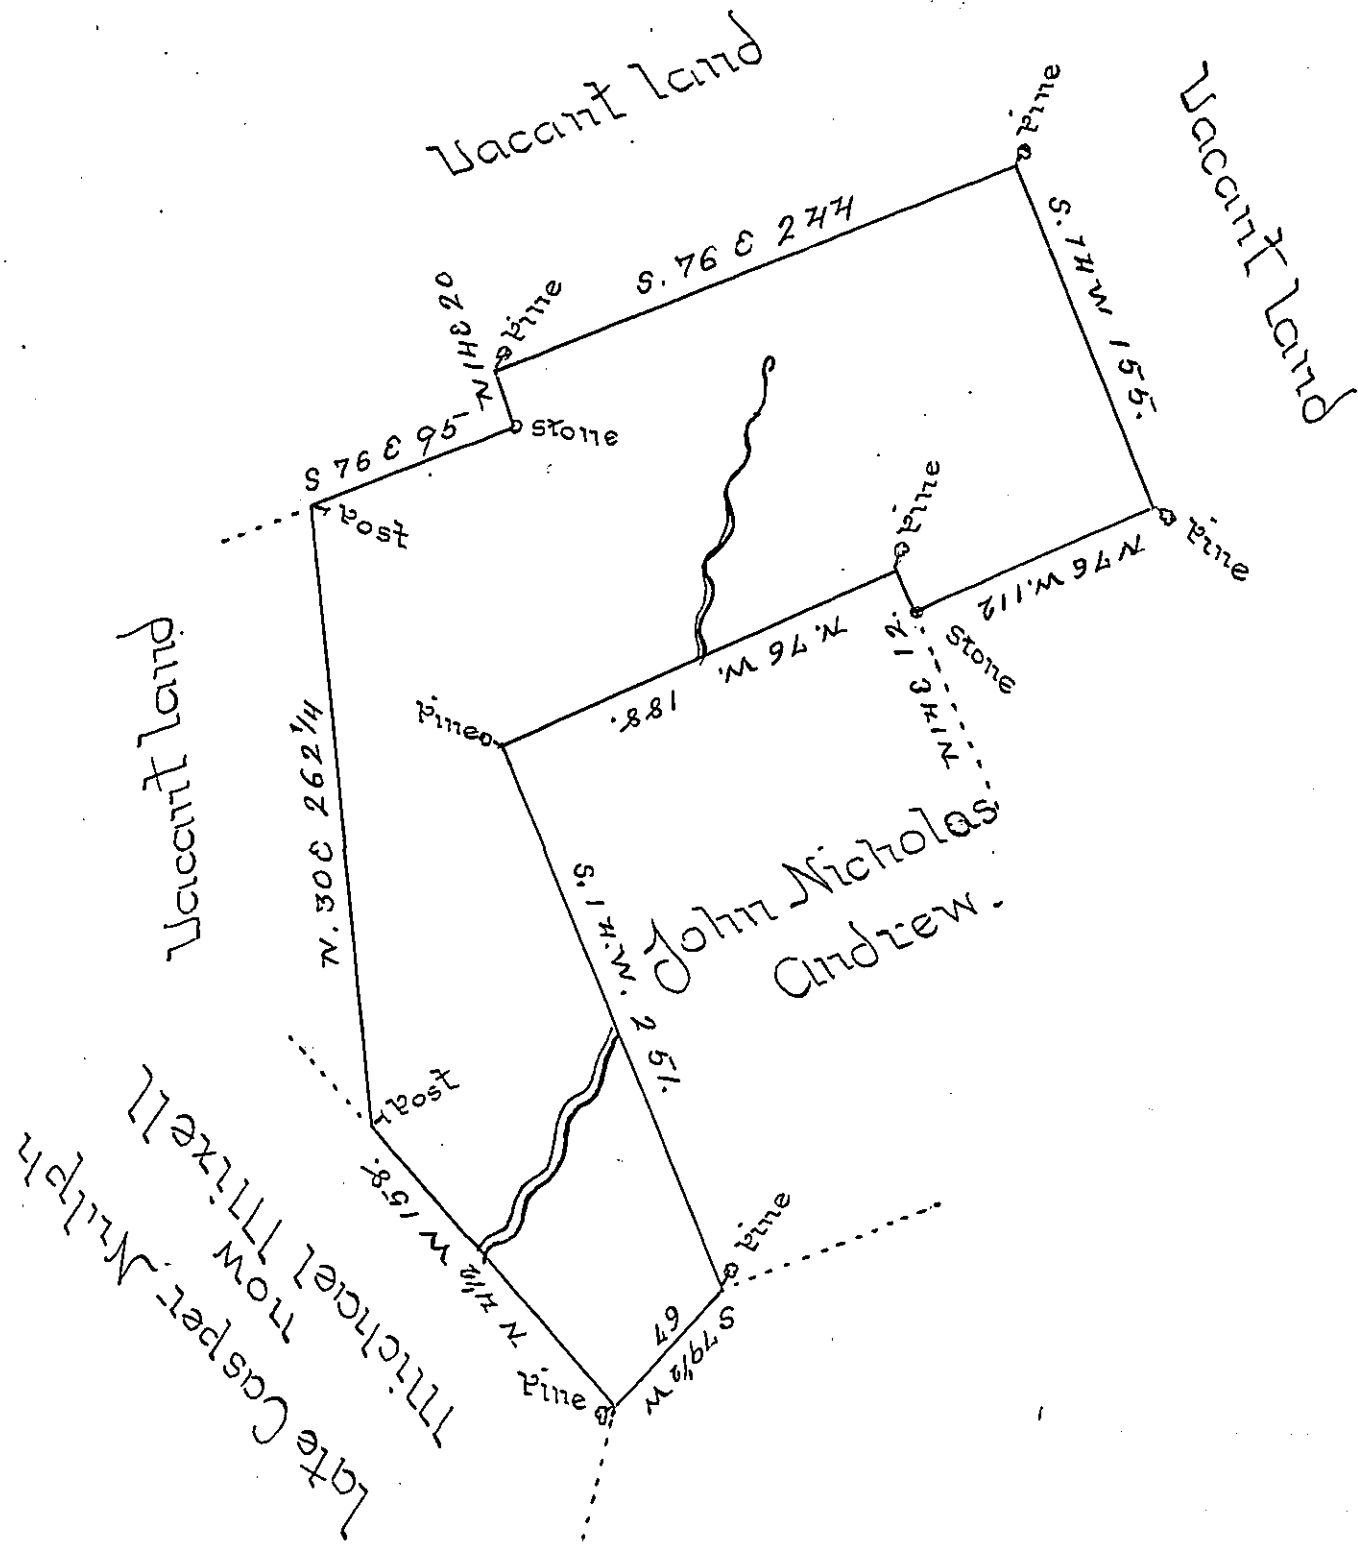 Vacant land
Pine
Vacant land
S. 76 E 244
S. 14 W 155.
N 14 E 20
Pine
stone
S 76 E 95
Post
Pine
Pine
N 76 W. 112
stone
N 14 E 12.
N. 76 W. 188.
Pine
Vacant land
N. 30 E 262 1/4
John Nicholas
Andrew.
S. 14. W. 251.
Post
N 4 1/2 W 158.
Pine
S 79 1/2 W
67
Pine
Michael Mixell
now
late Casper Nulph